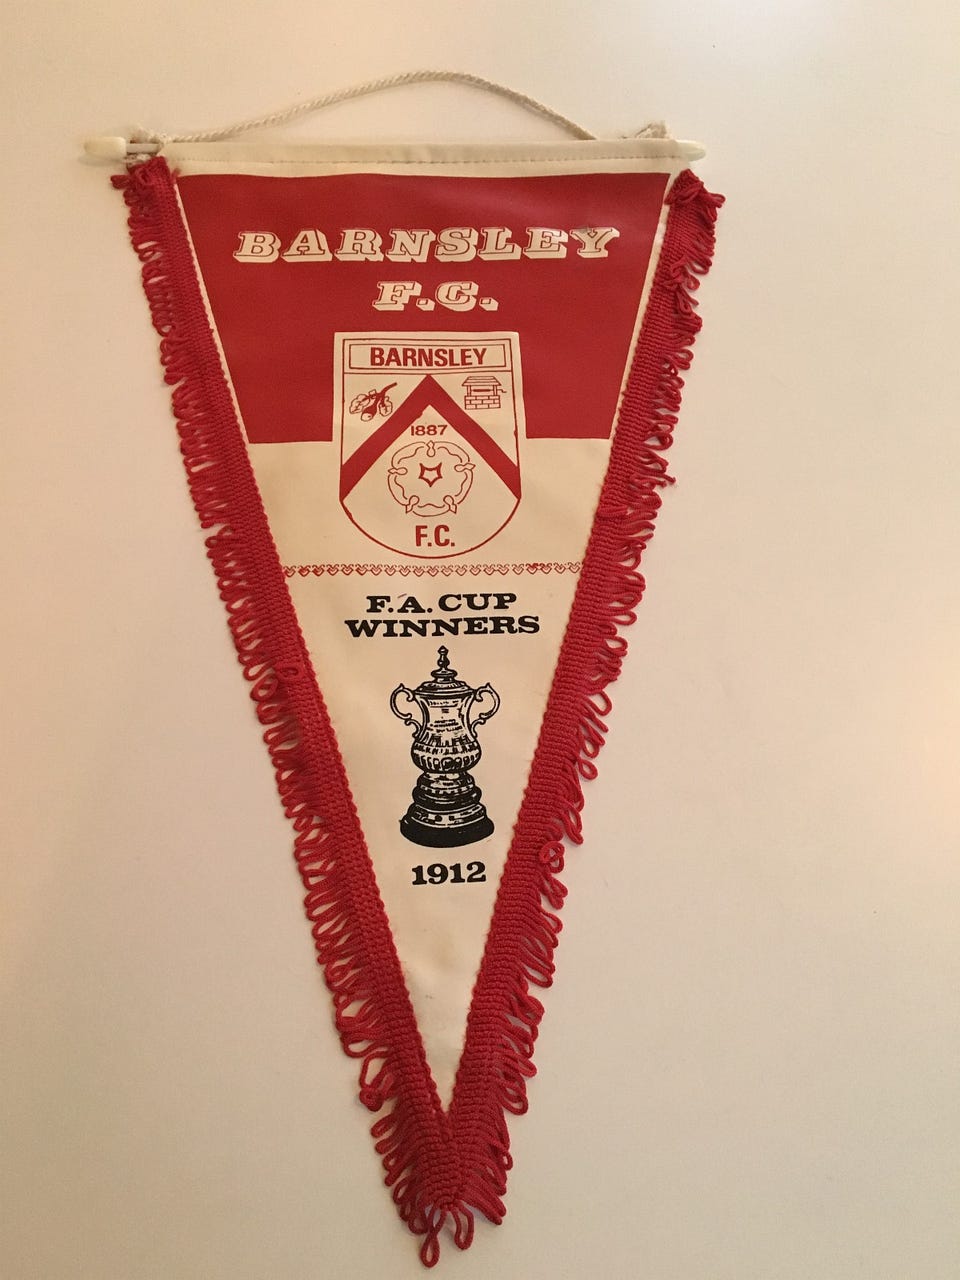 BARNSLEY
F.C.
BARNSLEY
1887
F.C.
F.A. CUP
WINNERS
1912